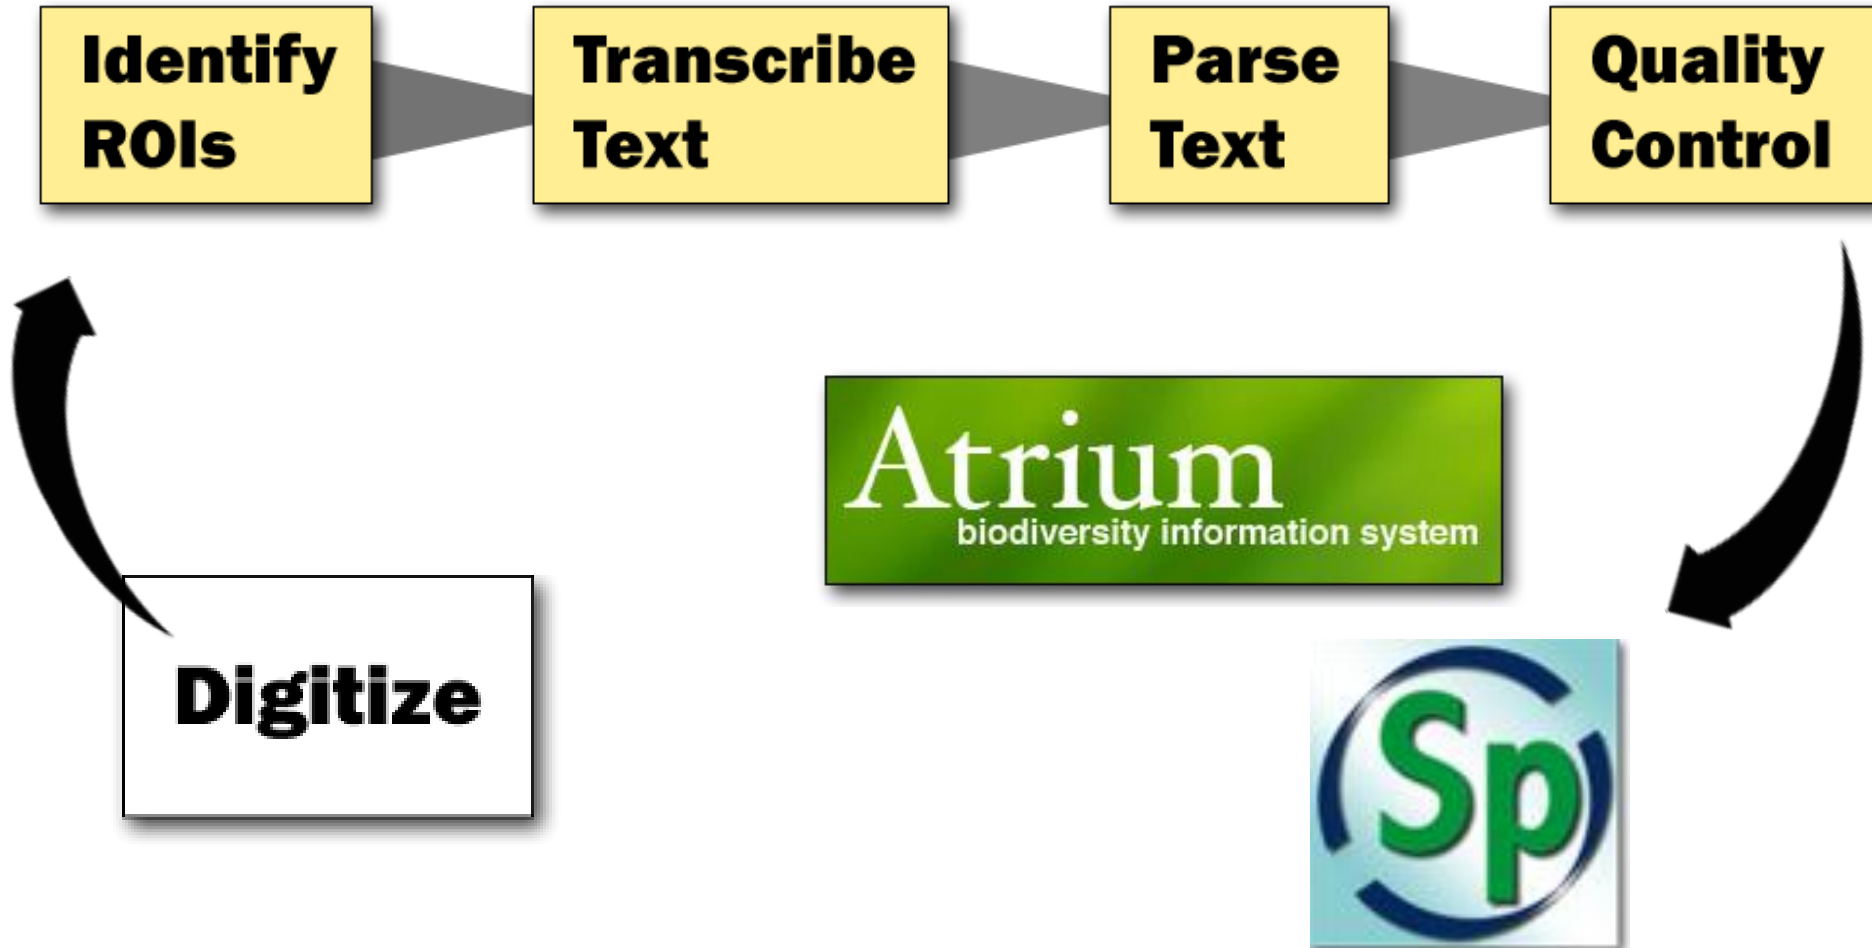 Identify
ROIs
Transcribe
Text
Parse
Text
Quality
Control
Atrium
biodiversity information system
Digitize
Sp